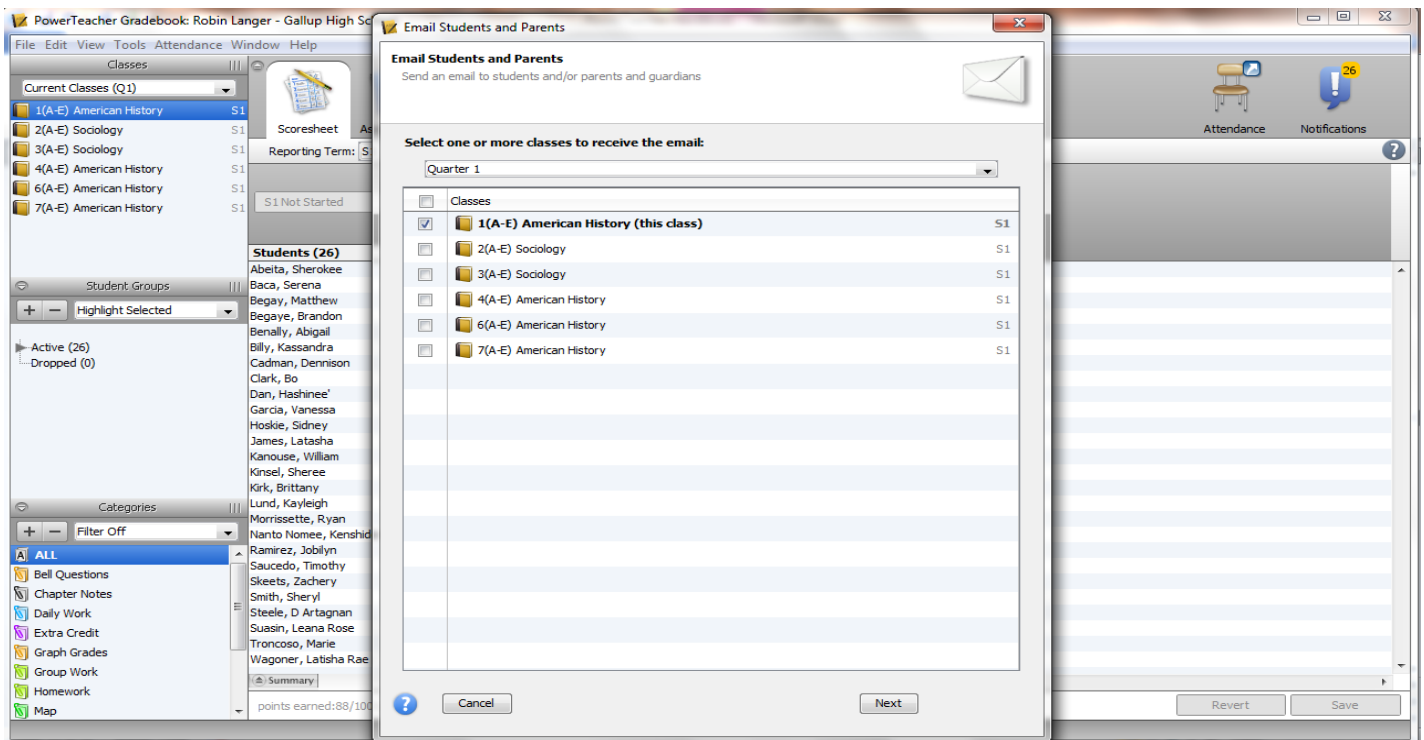 PowerTeacher Gradebook: Robin Langer - Gallup High Sc
File Edit View Tools Attendance Window Help
Classes
Current Classes (Q1)
1(A-E) American History S1
2(A-E) Sociology S1
3(A-E) Sociology S1
4(A-E) American History S1
6(A-E) American History S1
7(A-E) American History S1
Student Groups
Highlight Selected
Active (26)
Dropped (0)
Categories
Filter Off
ALL
Bell Questions
Chapter Notes
Daily Work
Extra Credit
Graph Grades
Group Work
Homework
Map
Scoresheet As
Reporting Term: S
S1 Not Started
Students (26)
Abeita, Sherokee
Baca, Serena
Begay, Matthew
Begaye, Brandon
Benally, Abigail
Billy, Kassandra
Cadman, Dennison
Clark, Bo
Dan, Hashinee'
Garcia, Vanessa
Hoskie, Sidney
James, Latasha
Kanouse, William
Kinsel, Sheree
Kirk, Brittany
Lund, Kayleigh
Morrissette, Ryan
Nanto Nomee, Kenshid
Ramirez, Jobilyn
Saucedo, Timothy
Skeets, Zachery
Smith, Sheryl
Steele, D Artagnan
Suasin, Leana Rose
Troncoso, Marie
Wagoner, Latisha Rae
Summary
points earned:88/100
Email Students and Parents
Email Students and Parents
Send an email to students and/or parents and guardians
Select one or more classes to receive the email:
Quarter 1
Classes
1(A-E) American History (this class) S1
2(A-E) Sociology S1
3(A-E) Sociology S1
4(A-E) American History S1
6(A-E) American History S1
7(A-E) American History S1
? Cancel Next
26
Attendance Notifications
?
Revert Save